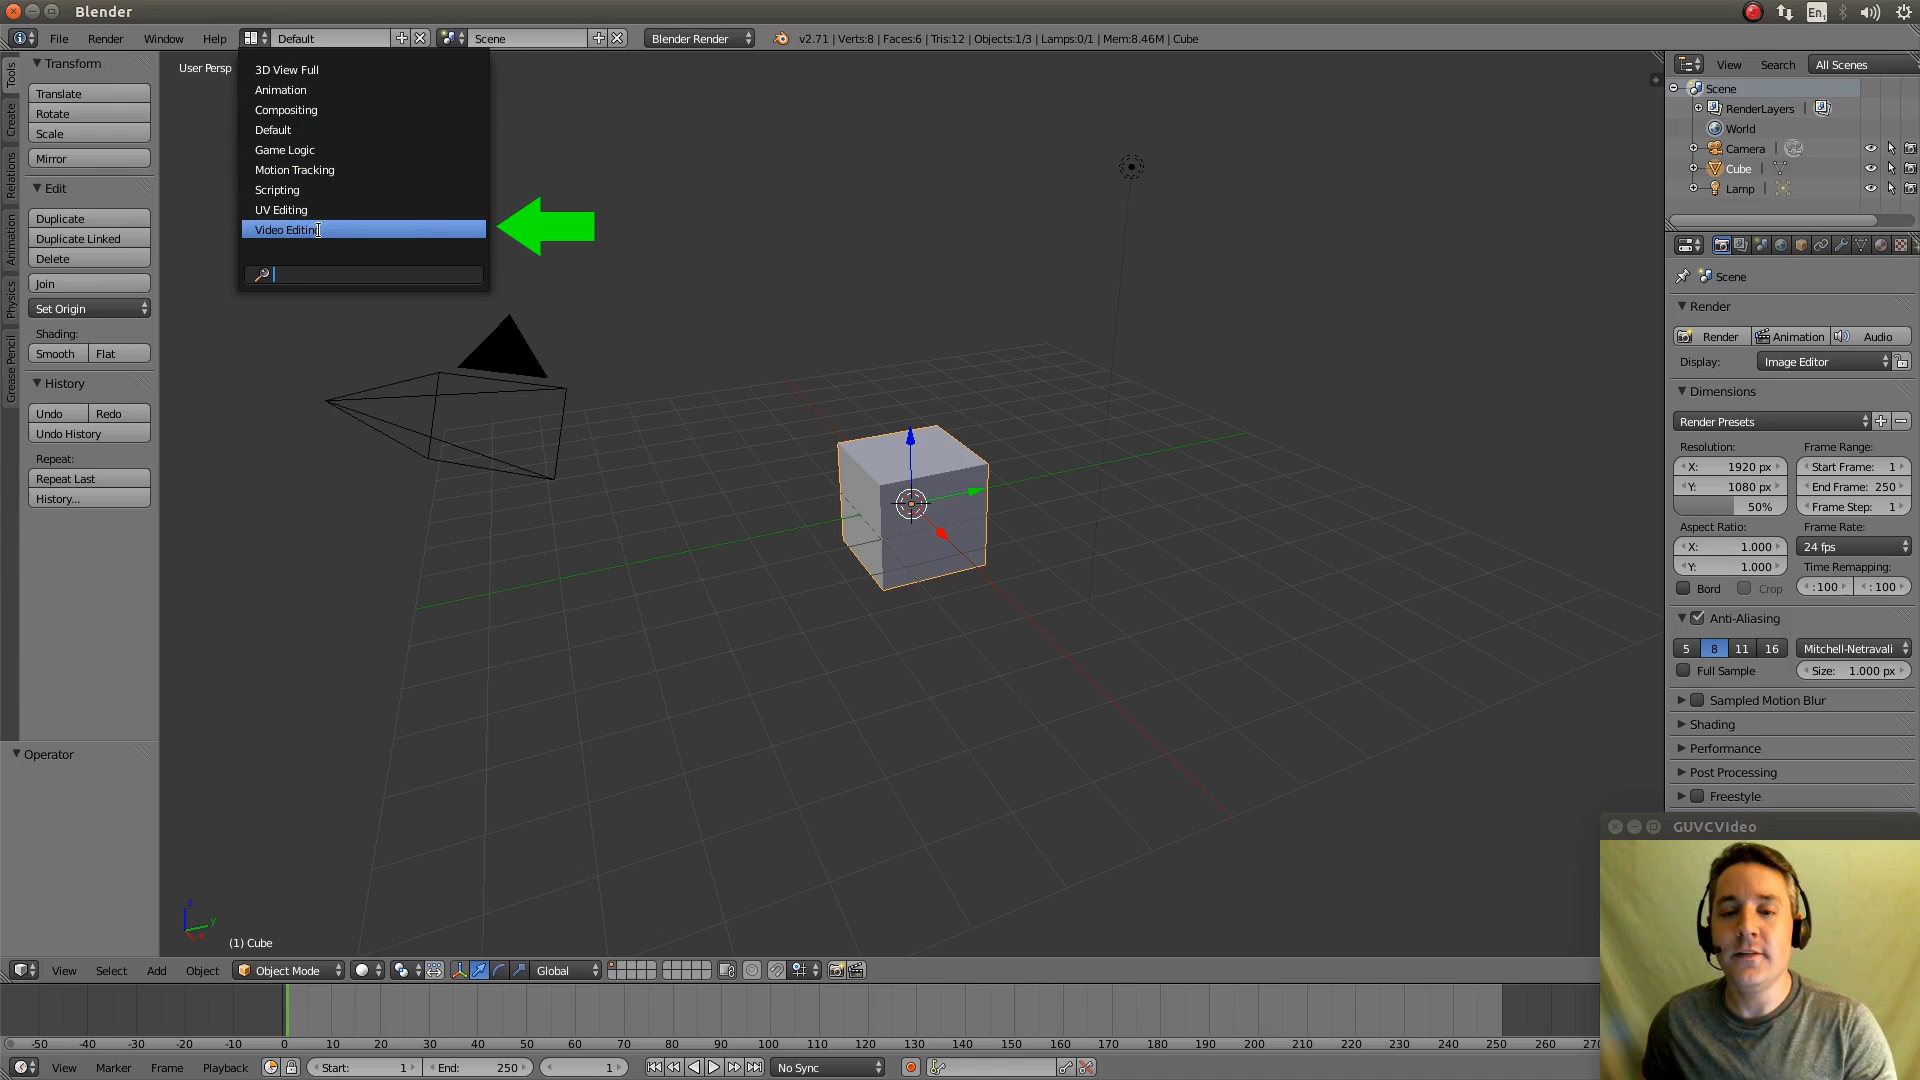 Blender
En
File Render Window Help Default Scene Blender Render v2.71 | Verts:8 | Faces:6 | Tris:12 | Objects:1/3 | Lamps:0/1 | Mem:8.46M | Cube
Tools
Create
Relations
Animation
Physics
Grease Pencil
Transform
Translate
Rotate
Scale
Mirror
Edit
Duplicate
Duplicate Linked
Delete
Join
Set Origin
Shading:
Smooth Flat
History
Undo Redo
Undo History
Repeat:
Repeat Last
History...
Operator
User Persp
3D View Full
Animation
Compositing
Default
Game Logic
Motion Tracking
Scripting
UV Editing
Video Editing
z
y
(1) Cube
View Search All Scenes
Scene
RenderLayers |
World
Camera |
Cube |
Lamp |
Scene
Render
Render Animation Audio
Display: Image Editor
Dimensions
Render Presets
Resolution: Frame Range:
X: 1920 px Start Frame: 1
Y: 1080 px End Frame: 250
50% Frame Step: 1
Aspect Ratio: Frame Rate:
X: 1.000 24 fps
Y: 1.000 Time Remapping:
Bord Crop :100 :100
Anti-Aliasing
5 8 11 16 Mitchell-Netravali
Full Sample Size: 1.000 px
Sampled Motion Blur
Shading
Performance
Post Processing
Freestyle
GUVCVIdeo
View Select Add Object Object Mode Global
-50 -40 -30 -20 -10 0 10 20 30 40 50 60 70 80 90 100 110 120 130 140 150 160 170 180 190 200 210 220 230 240 250 260 270
View Marker Frame Playback Start: 1 End: 250 1 No Sync